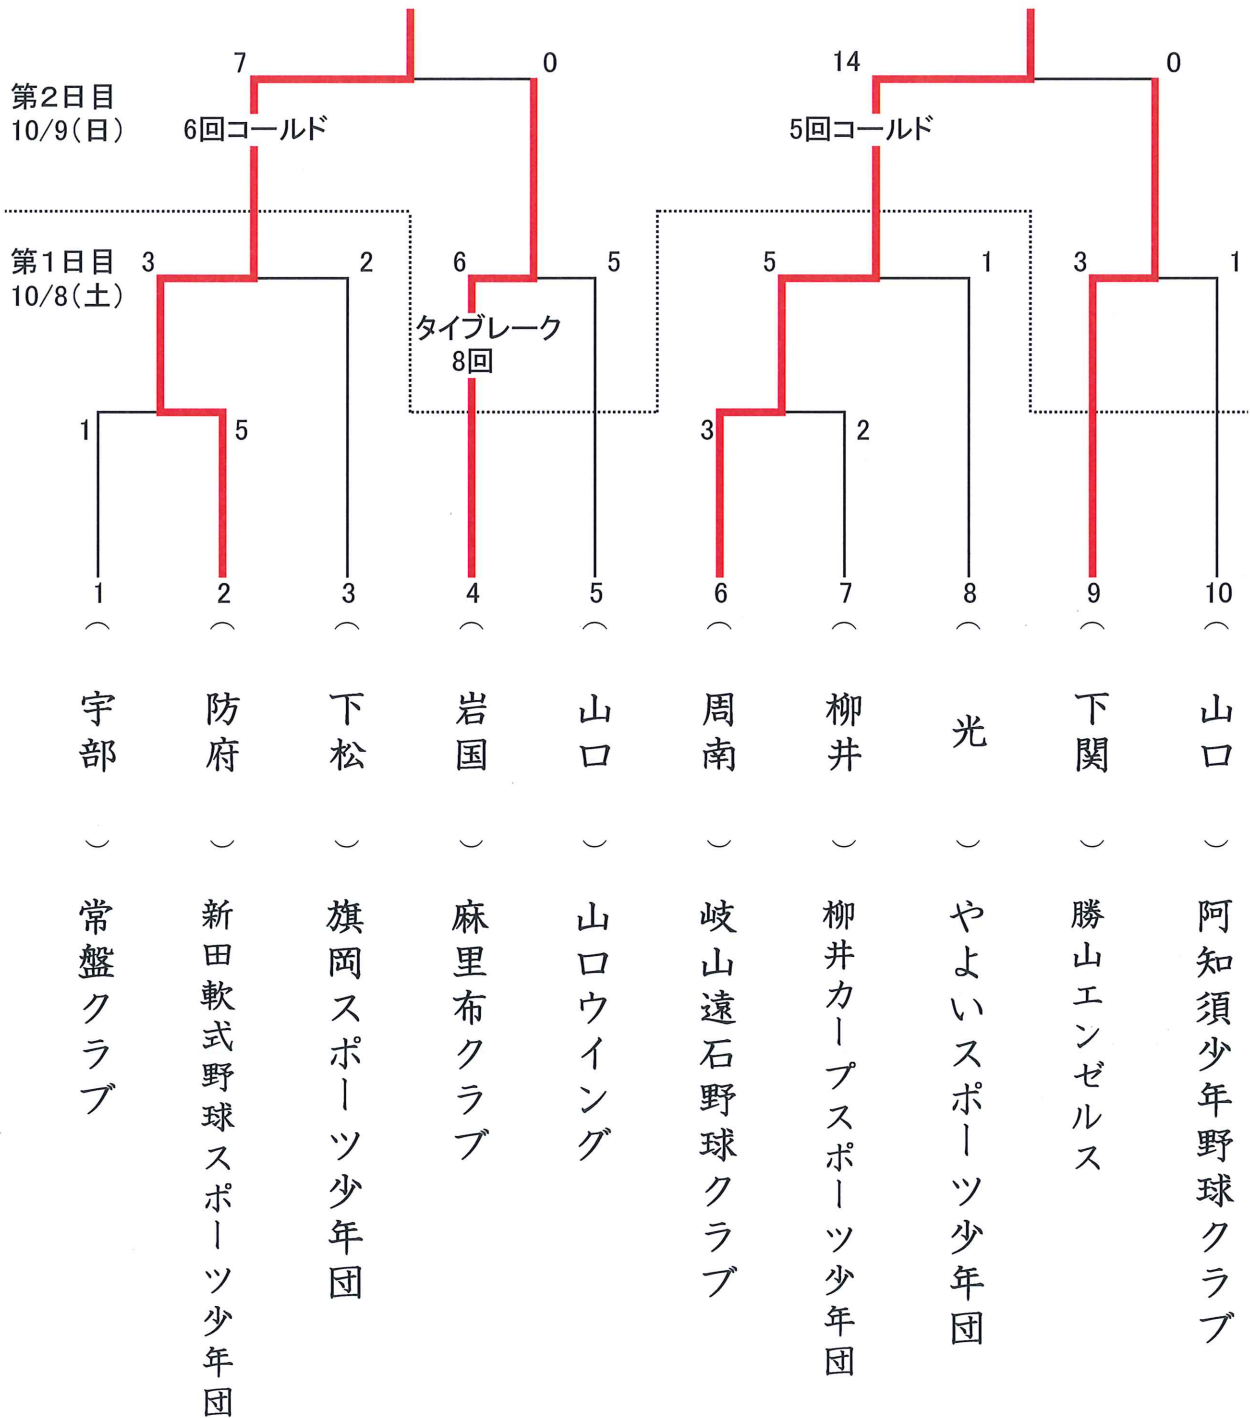 7
0
14
0
第2日目
10/9(日)
6回コールド
5回コールド
第1日目
10/8(土)
3
2
6
5
5
1
3
1
タイブレーク
8回
1
5
3
2
1
2
3
4
5
6
7
8
9
10
(宇部)常盤クラブ
(防府)新田軟式野球スポーツ少年団
(下松)旗岡スポーツ少年団
(岩国)麻里布クラブ
(山口)山口ウイング
(周南)岐山遠石野球クラブ
(柳井)柳井カープスポーツ少年団
(光)やよいスポーツ少年団
(下関)勝山エンゼルス
(山口)阿知須少年野球クラブ